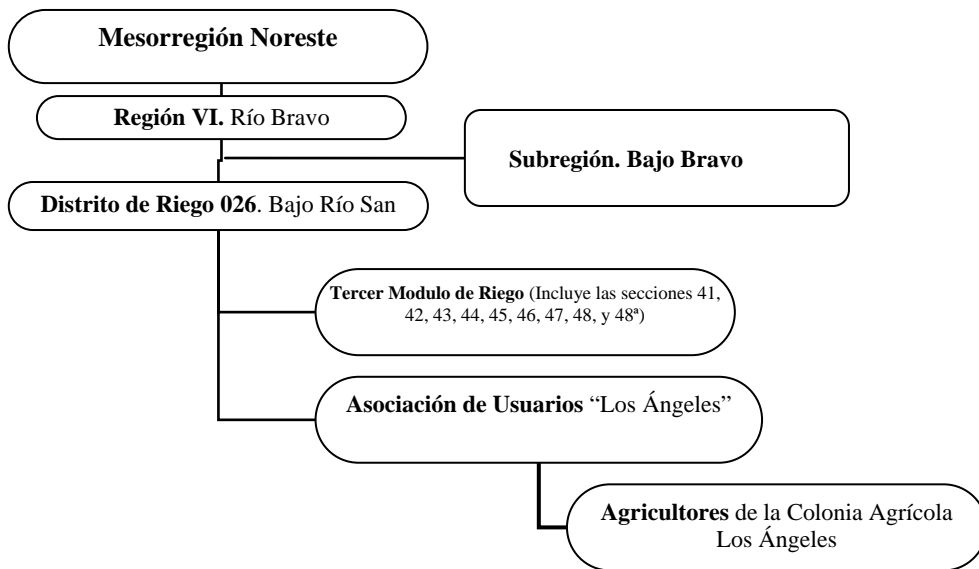 Mesorregión Noreste
Región VI. Río Bravo
Subregión. Bajo Bravo
Distrito de Riego 026. Bajo Río San
Tercer Modulo de Riego (Incluye las secciones 41,
42, 43, 44, 45, 46, 47, 48, y 48ª)
Asociación de Usuarios “Los Ángeles”
Agricultores de la Colonia Agrícola
Los Ángeles